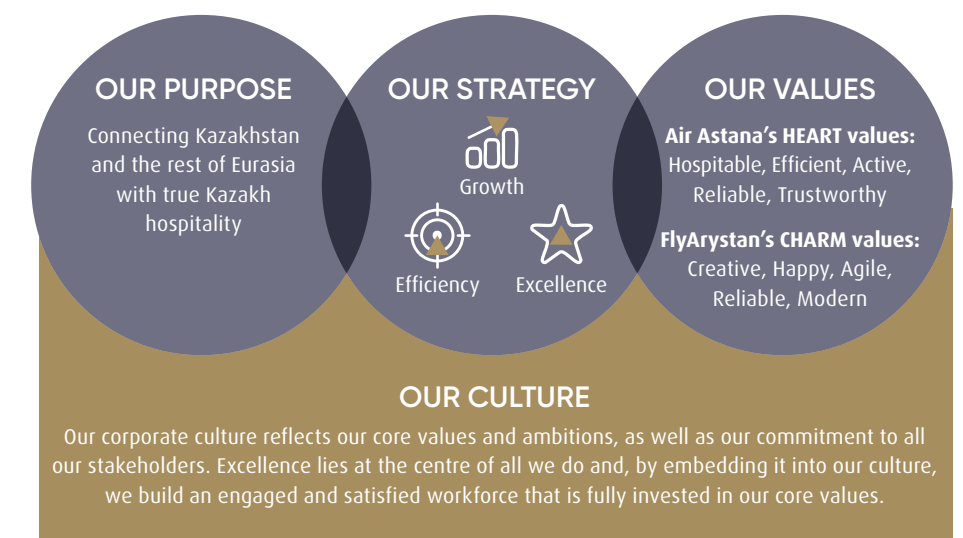 OUR PURPOSE
Connecting Kazakhstan
and the rest of Eurasia
with true Kazakh
hospitality
OUR STRATEGY
Growth
Efficiency
Excellence
OUR VALUES
Air Astana’s HEART values:
Hospitable, Efficient, Active,
Reliable, Trustworthy
FlyArystan’s CHARM values:
Creative, Happy, Agile,
Reliable, Modern
OUR CULTURE
Our corporate culture reflects our core values and ambitions, as well as our commitment to all
our stakeholders. Excellence lies at the centre of all we do and, by embedding it into our culture,
we build an engaged and satisfied workforce that is fully invested in our core values.